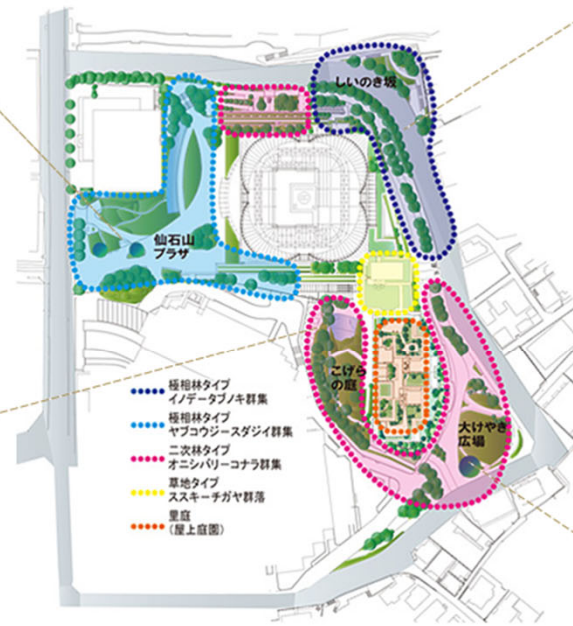 しいのき坂
仙石山
プラザ
こげら
の庭
大けやき
広場
極相林タイプ
イノデータブノキ群集
極相林タイプ
ヤブコウジースダジイ群集
二次林タイプ
オニシバリーコナラ群集
草地タイプ
ススキーチガヤ群落
里庭
(屋上庭園)